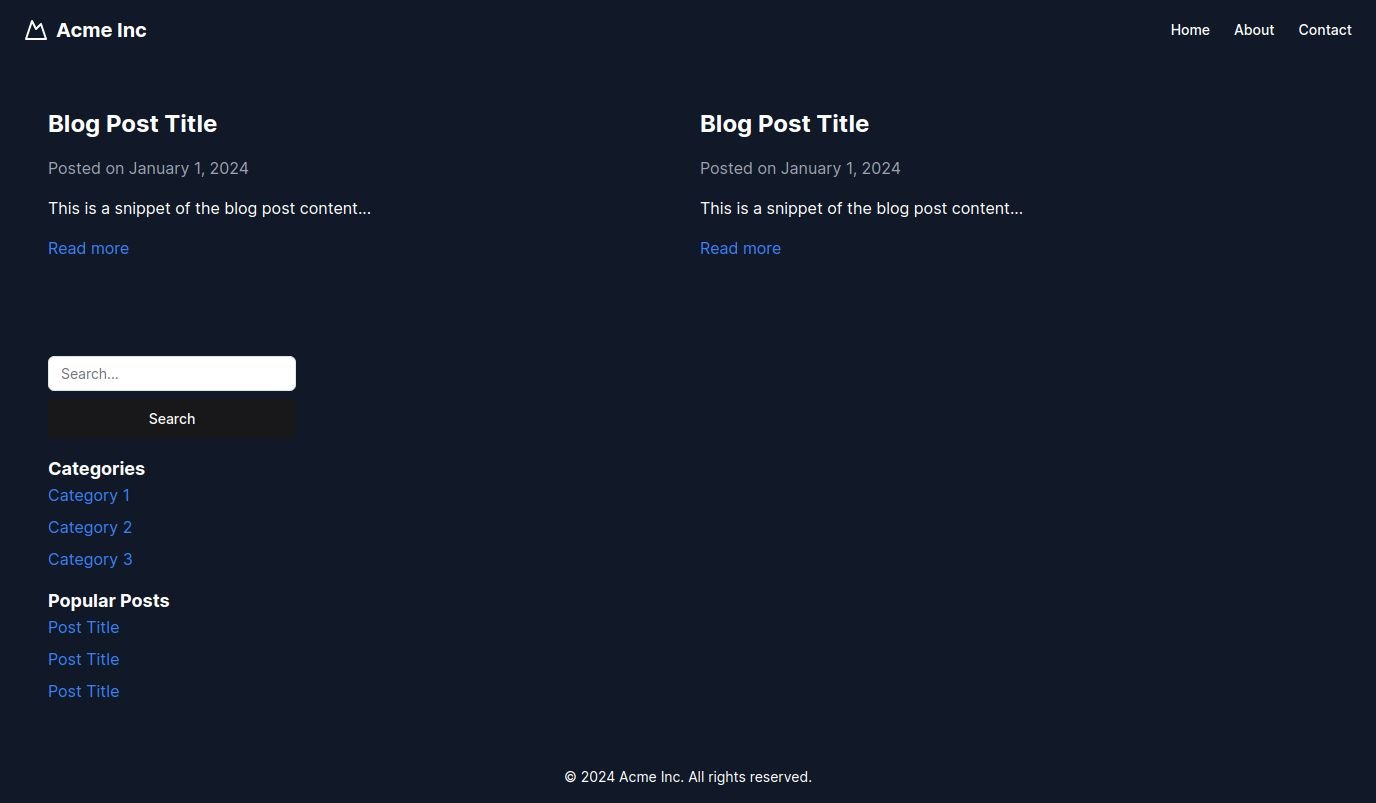 Acme Inc
Home About Contact
Blog Post Title
Posted on January 1, 2024
This is a snippet of the blog post content...
Read more
Blog Post Title
Posted on January 1, 2024
This is a snippet of the blog post content...
Read more
Search...
Search
Categories
Category 1
Category 2
Category 3
Popular Posts
Post Title
Post Title
Post Title
© 2024 Acme Inc. All rights reserved.